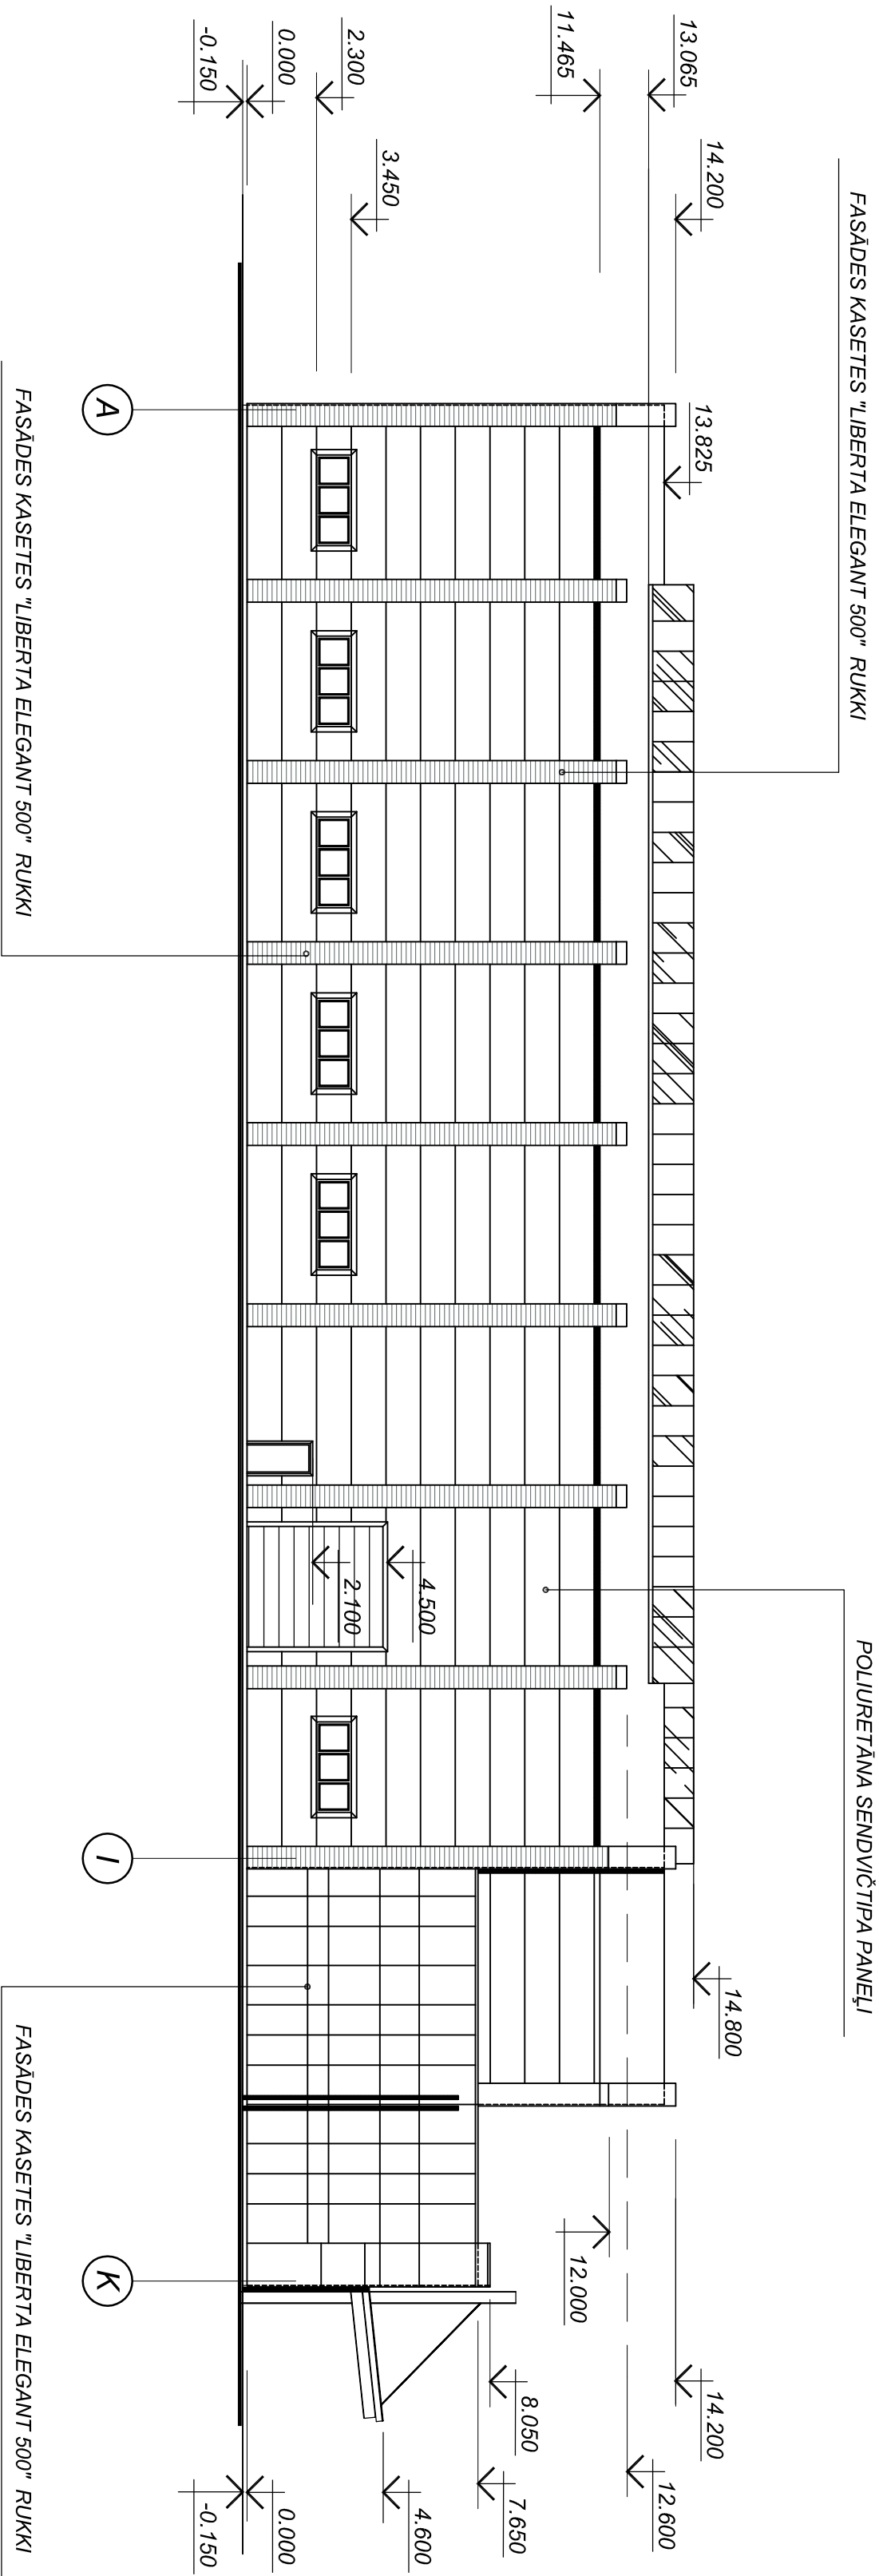 FASĀDES KASETES "LIBERTA ELEGANT 500" RUKKI
POLIURETĀNA SENDVIČTIPA PANEĻI
14.200
13.065
11.465
13.825
14.800
14.200
12.600
12.000
3.450
2.300
0.000
-0.150
4.500
2.100
8.050
7.650
4.600
0.000
-0.150
A
I
K
FASĀDES KASETES "LIBERTA ELEGANT 500" RUKKI
FASĀDES KASETES "LIBERTA ELEGANT 500" RUKKI